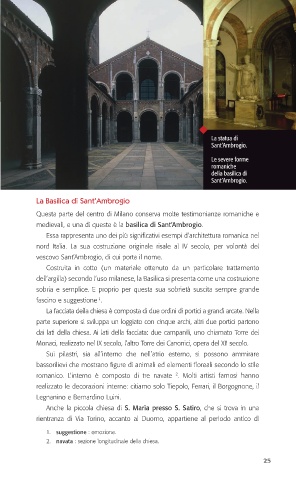 La statua di
Sant'Ambrogio.
Le severe forme
romaniche
della basilica di
Sant'Ambrogio.
La Basilica di Sant'Ambrogio
Questa parte del centro di Milano conserva molte testimonianze romaniche e
medievali, e una di queste è la basilica di Sant'Ambrogio.
Essa rappresenta uno dei più significativi esempi d'architettura romanica nel
nord Italia. La sua costruzione originale risale al IV secolo, per volontà del
vescovo Sant'Ambrogio, di cui porta il nome.
Costruita in cotto (un materiale ottenuto da un particolare trattamento
dell'argilla) secondo l'uso milanese, la Basilica si presenta come una costruzione
sobria e semplice. E proprio per questa sua sobrietà suscita sempre grande
fascino e suggestione 1.
La facciata della chiesa è composta di due ordini di portici a grandi arcate. Nella
parte superiore si sviluppa un loggiato con cinque archi, altri due portici partono
dai lati della chiesa. Ai lati della facciata: due campanili, uno chiamato Torre dei
Monaci, realizzato nel IX secolo, l'altro Torre dei Canonici, opera del XII secolo.
Sui pilastri, sia all'interno che nell'atrio esterno, si possono ammirare
bassorilievi che mostrano figure di animali ed elementi floreali secondo lo stile
romanico. L'interno è composto di tre navate 2. Molti artisti famosi hanno
realizzato le decorazioni interne: citiamo solo Tiepolo, Ferrari, il Borgognone, il
Legnanino e Bernardino Luini.
Anche la piccola chiesa di S. Maria presso S. Satiro, che si trova in una
rientranza di Via Torino, accanto al Duomo, appartiene al periodo antico di
1. suggestione : emozione.
2. navata : sezione longitudinale della chiesa.
25